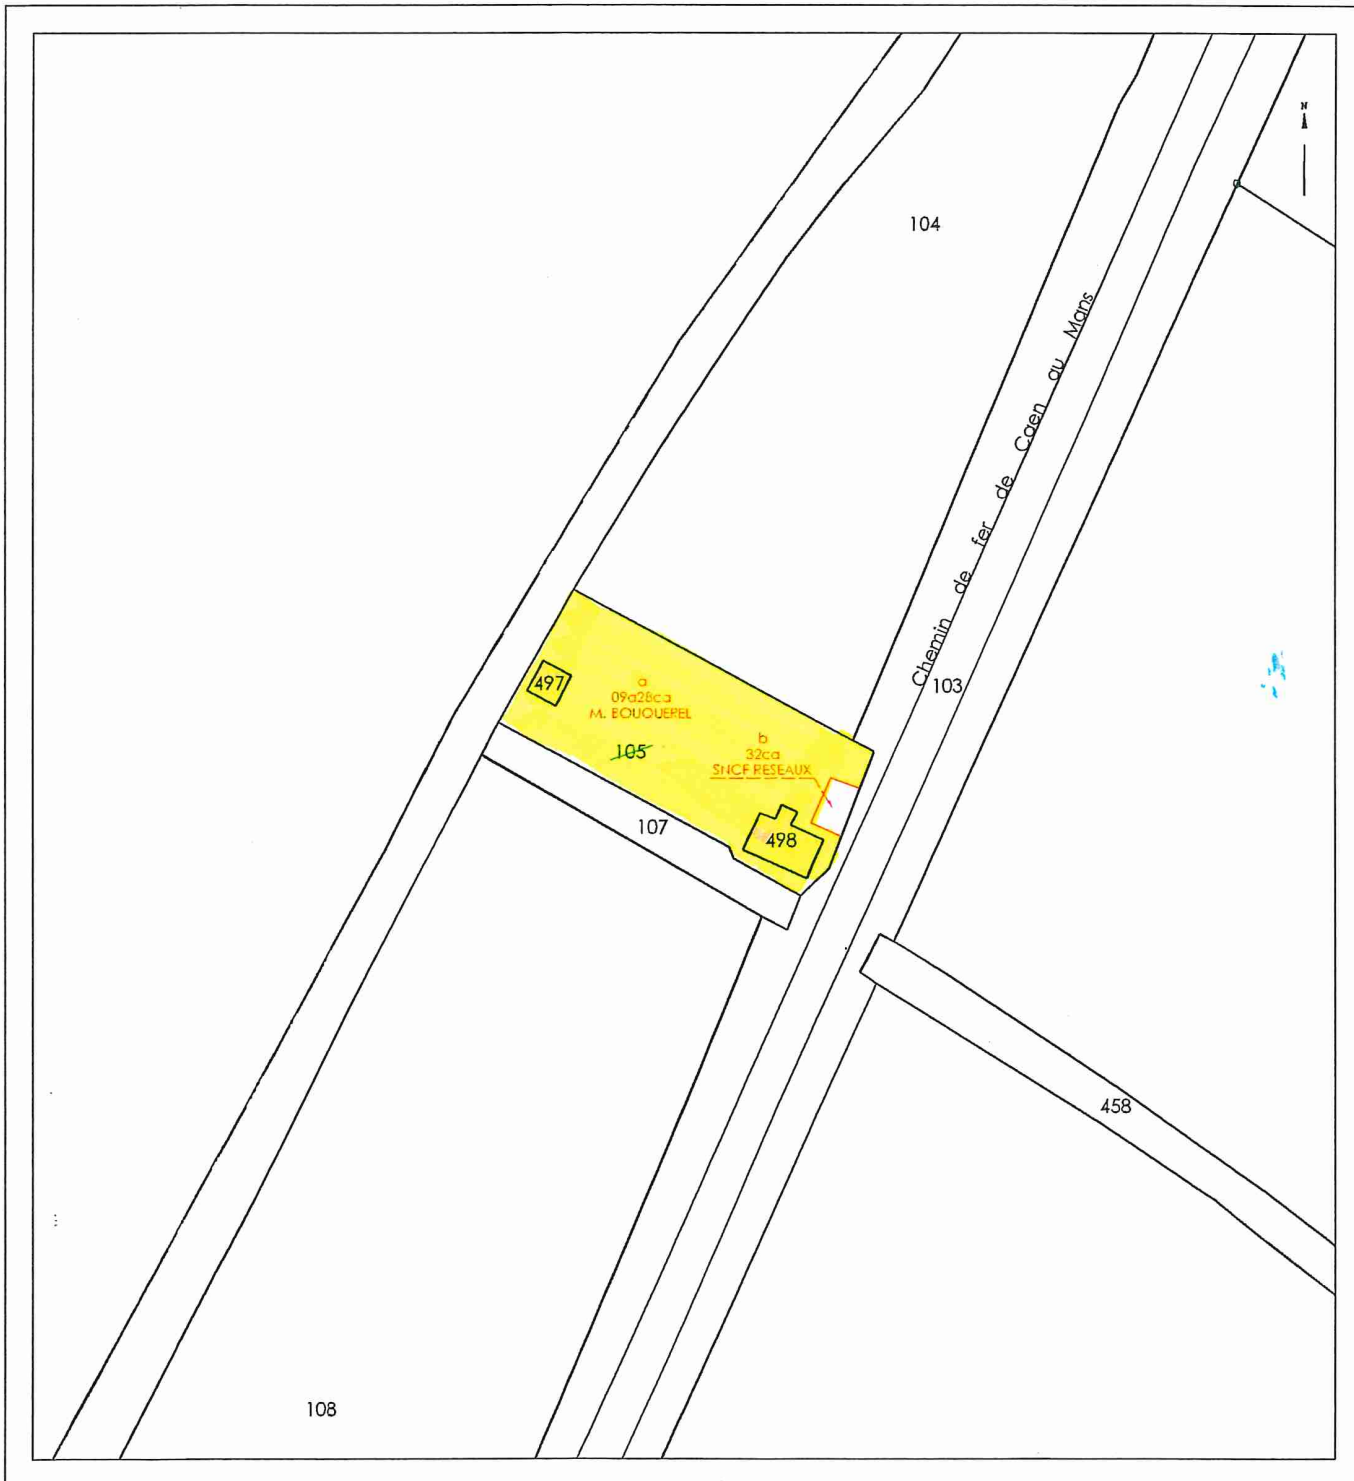 N
104
Chemin de fer de Caen au Mans
103
497
a
09a28ca
M. BOUQUEREL
105
b
32ca
SNCF RESEAUX
107
498
458
108